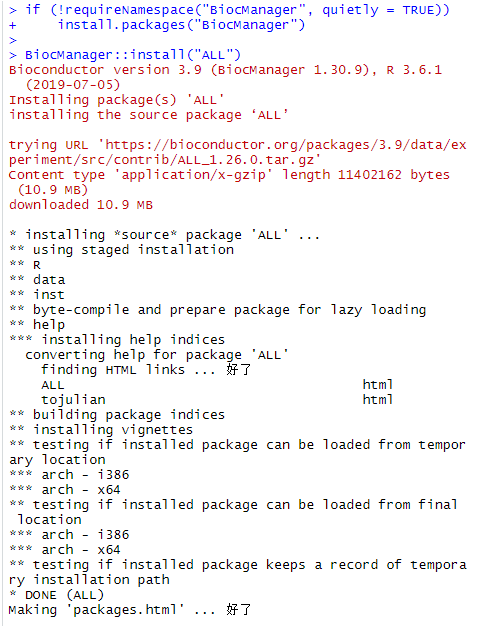 > if (!requireNamespace("BiocManager", quietly = TRUE))
+     install.packages("BiocManager")
>
> BiocManager::install("ALL")
Bioconductor version 3.9 (BiocManager 1.30.9), R 3.6.1
  (2019-07-05)
Installing package(s) 'ALL'
installing the source package ‘ALL’

trying URL 'https://bioconductor.org/packages/3.9/data/ex
periment/src/contrib/ALL_1.26.0.tar.gz'
Content type 'application/x-gzip' length 11402162 bytes
 (10.9 MB)
downloaded 10.9 MB

* installing *source* package 'ALL' ...
** using staged installation
** R
** data
** inst
** byte-compile and prepare package for lazy loading
** help
*** installing help indices
  converting help for package 'ALL'
    finding HTML links ... 好了
    ALL                                     html
    tojulian                                html
** building package indices
** installing vignettes
** testing if installed package can be loaded from tempor
ary location
*** arch - i386
*** arch - x64
** testing if installed package can be loaded from final
 location
*** arch - i386
*** arch - x64
** testing if installed package keeps a record of tempora
ry installation path
* DONE (ALL)
Making 'packages.html' ... 好了